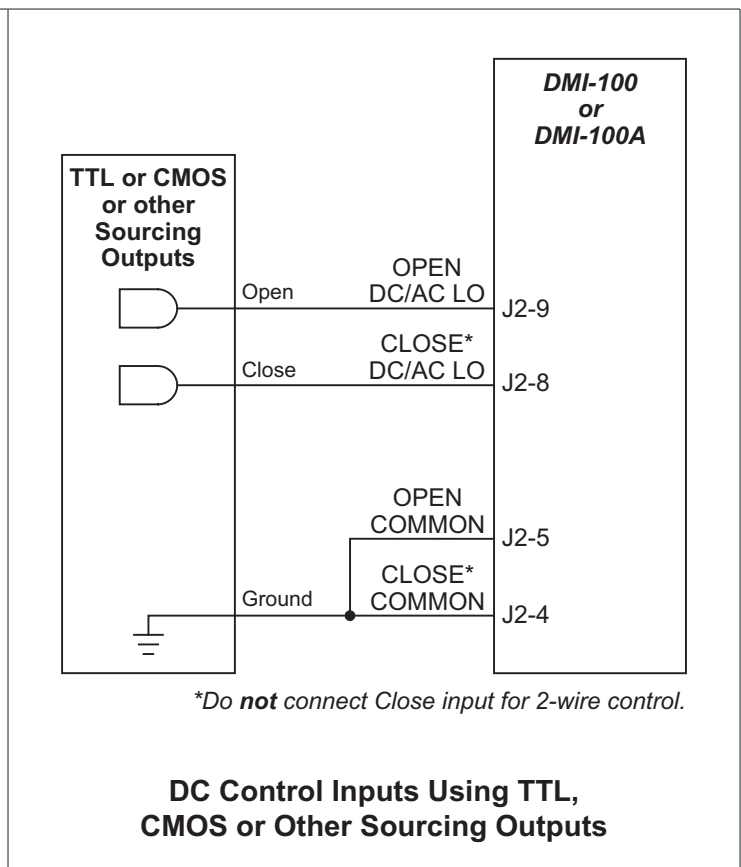 DMI-100
or
DMI-100A
TTL or CMOS
or other
Sourcing
Outputs
OPEN
Open
DC/AC LO
J2-9
CLOSE*
Close
DC/AC LO
J2-8
OPEN
COMMON
J2-5
CLOSE*
Ground
COMMON
J2-4
*Do not connect Close input for 2-wire control.
DC Control Inputs Using TTL,
CMOS or Other Sourcing Outputs